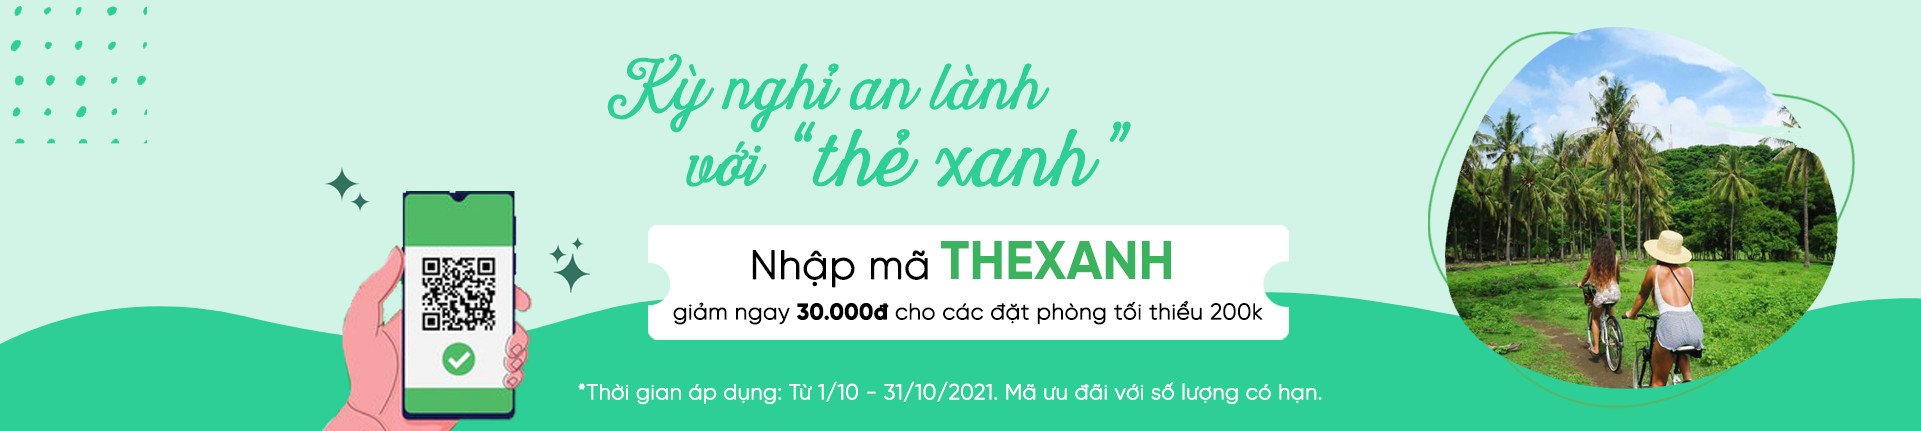 Kỳ nghỉ an lành
với “thẻ xanh”
Nhập mã THEXANH
giảm ngay 30.000đ cho các đặt phòng tối thiểu 200k
*Thời gian áp dụng: Từ 1/10 - 31/10/2021. Mã ưu đãi với số lượng có hạn.